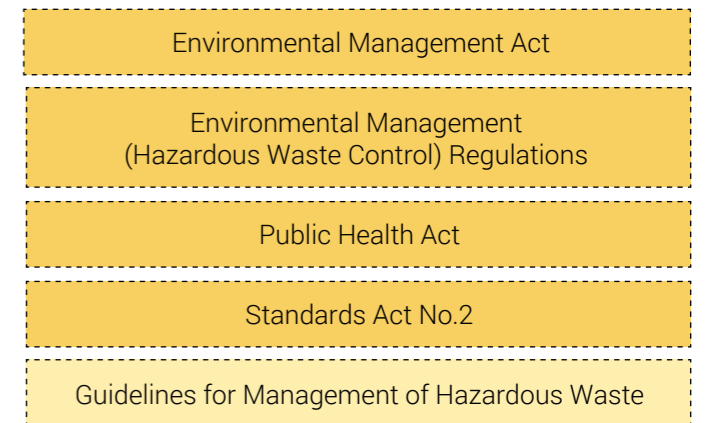 Environmental Management Act
Environmental Management
(Hazardous Waste Control) Regulations
Public Health Act
Standards Act No.2
Guidelines for Management of Hazardous Waste